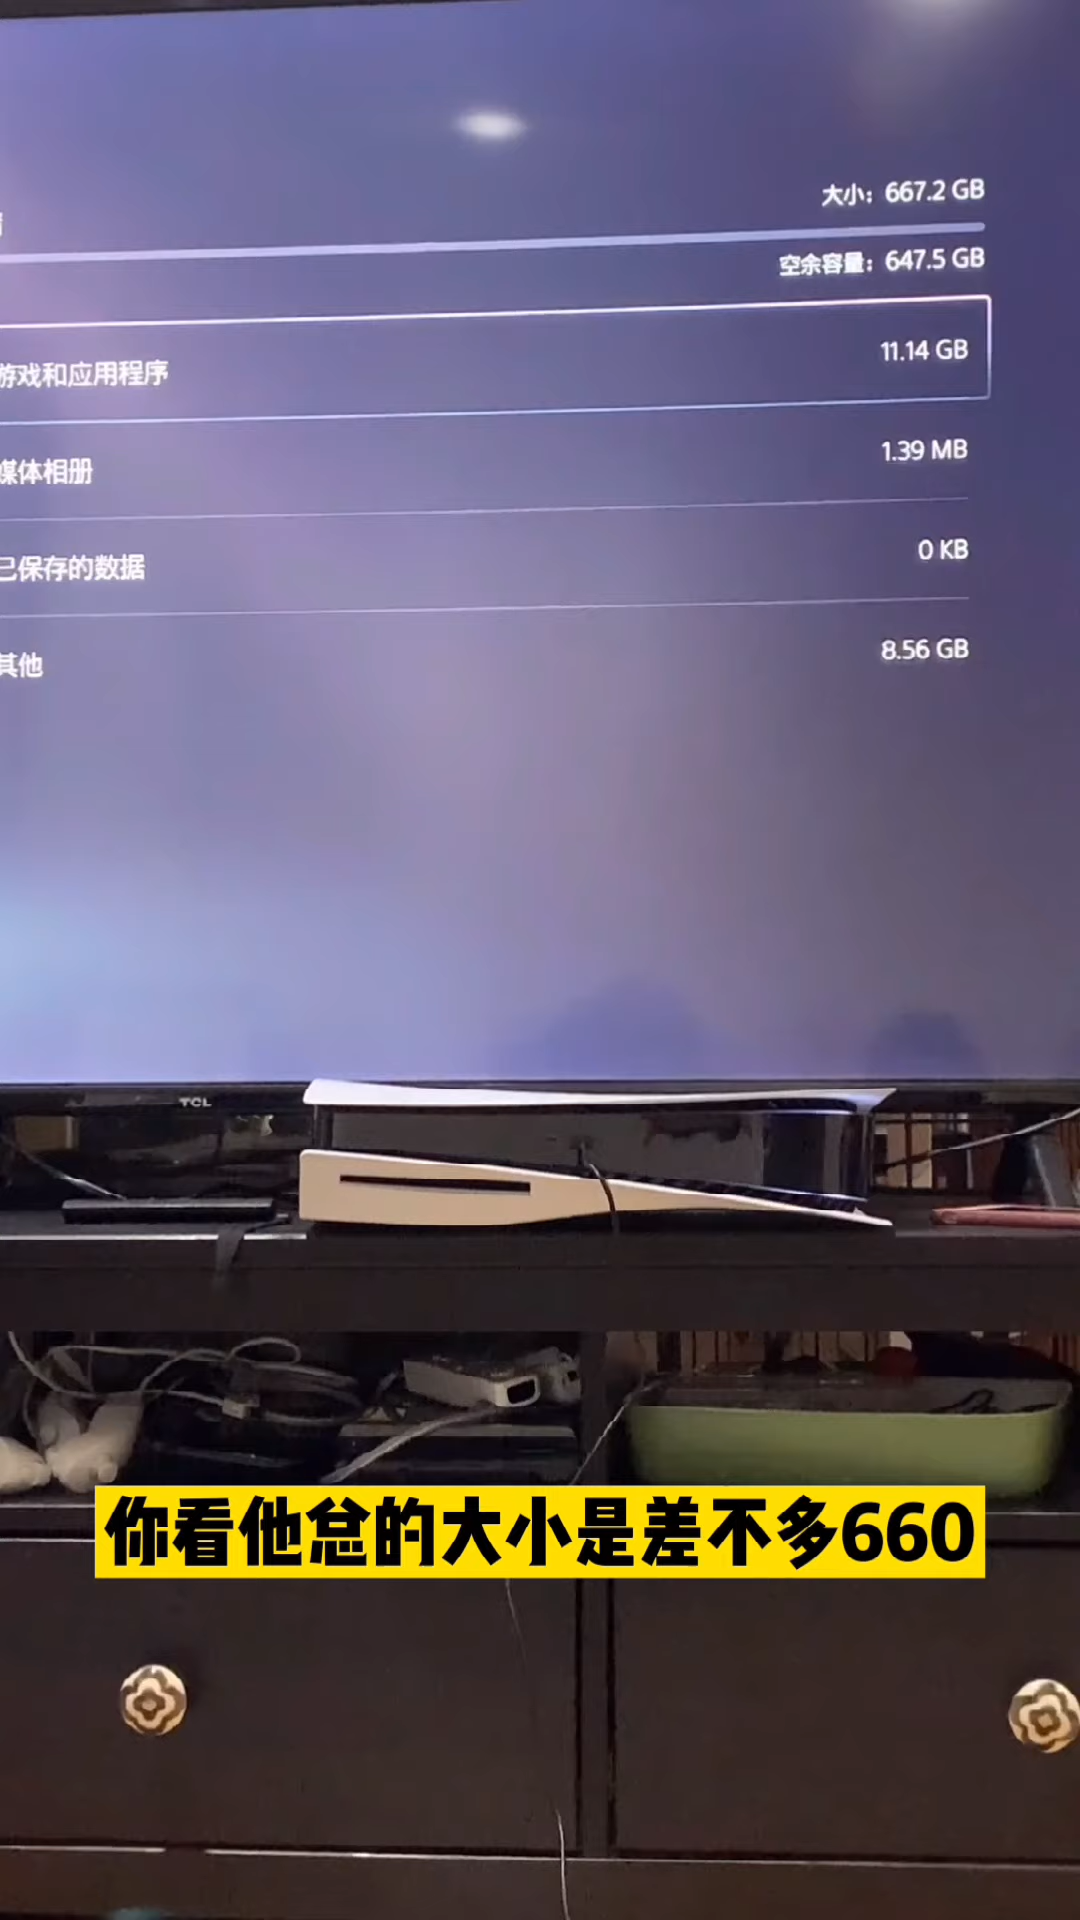 大小：667.2 GB
空余容量：647.5 GB
游戏和应用程序 11.14 GB
媒体相册 1.39 MB
已保存的数据 0 KB
其他 8.56 GB
TCL
你看他总的大小是差不多660